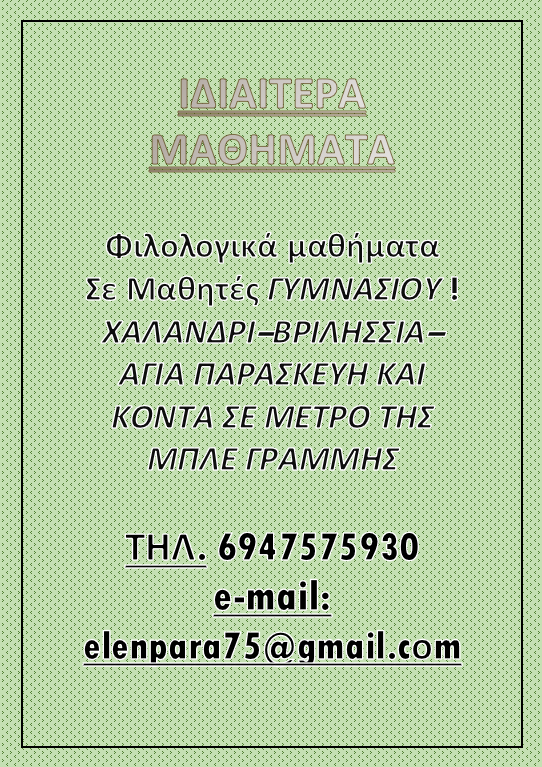 ΙΔΙΑΙΤΕΡΑ
ΜΑΘΗΜΑΤΑ
Φιλολογικά μαθήματα
Σε Μαθητές ΓΥΜΝΑΣΙΟΥ !
ΧΑΛΑΝΔΡΙ–ΒΡΙΛΗΣΣΙΑ–
ΑΓΙΑ ΠΑΡΑΣΚΕΥΗ ΚΑΙ
ΚΟΝΤΑ ΣΕ ΜΕΤΡΟ ΤΗΣ
ΜΠΛΕ ΓΡΑΜΜΗΣ
ΤΗΛ. 6947575930
e-mail:
elenpara75@gmail.com